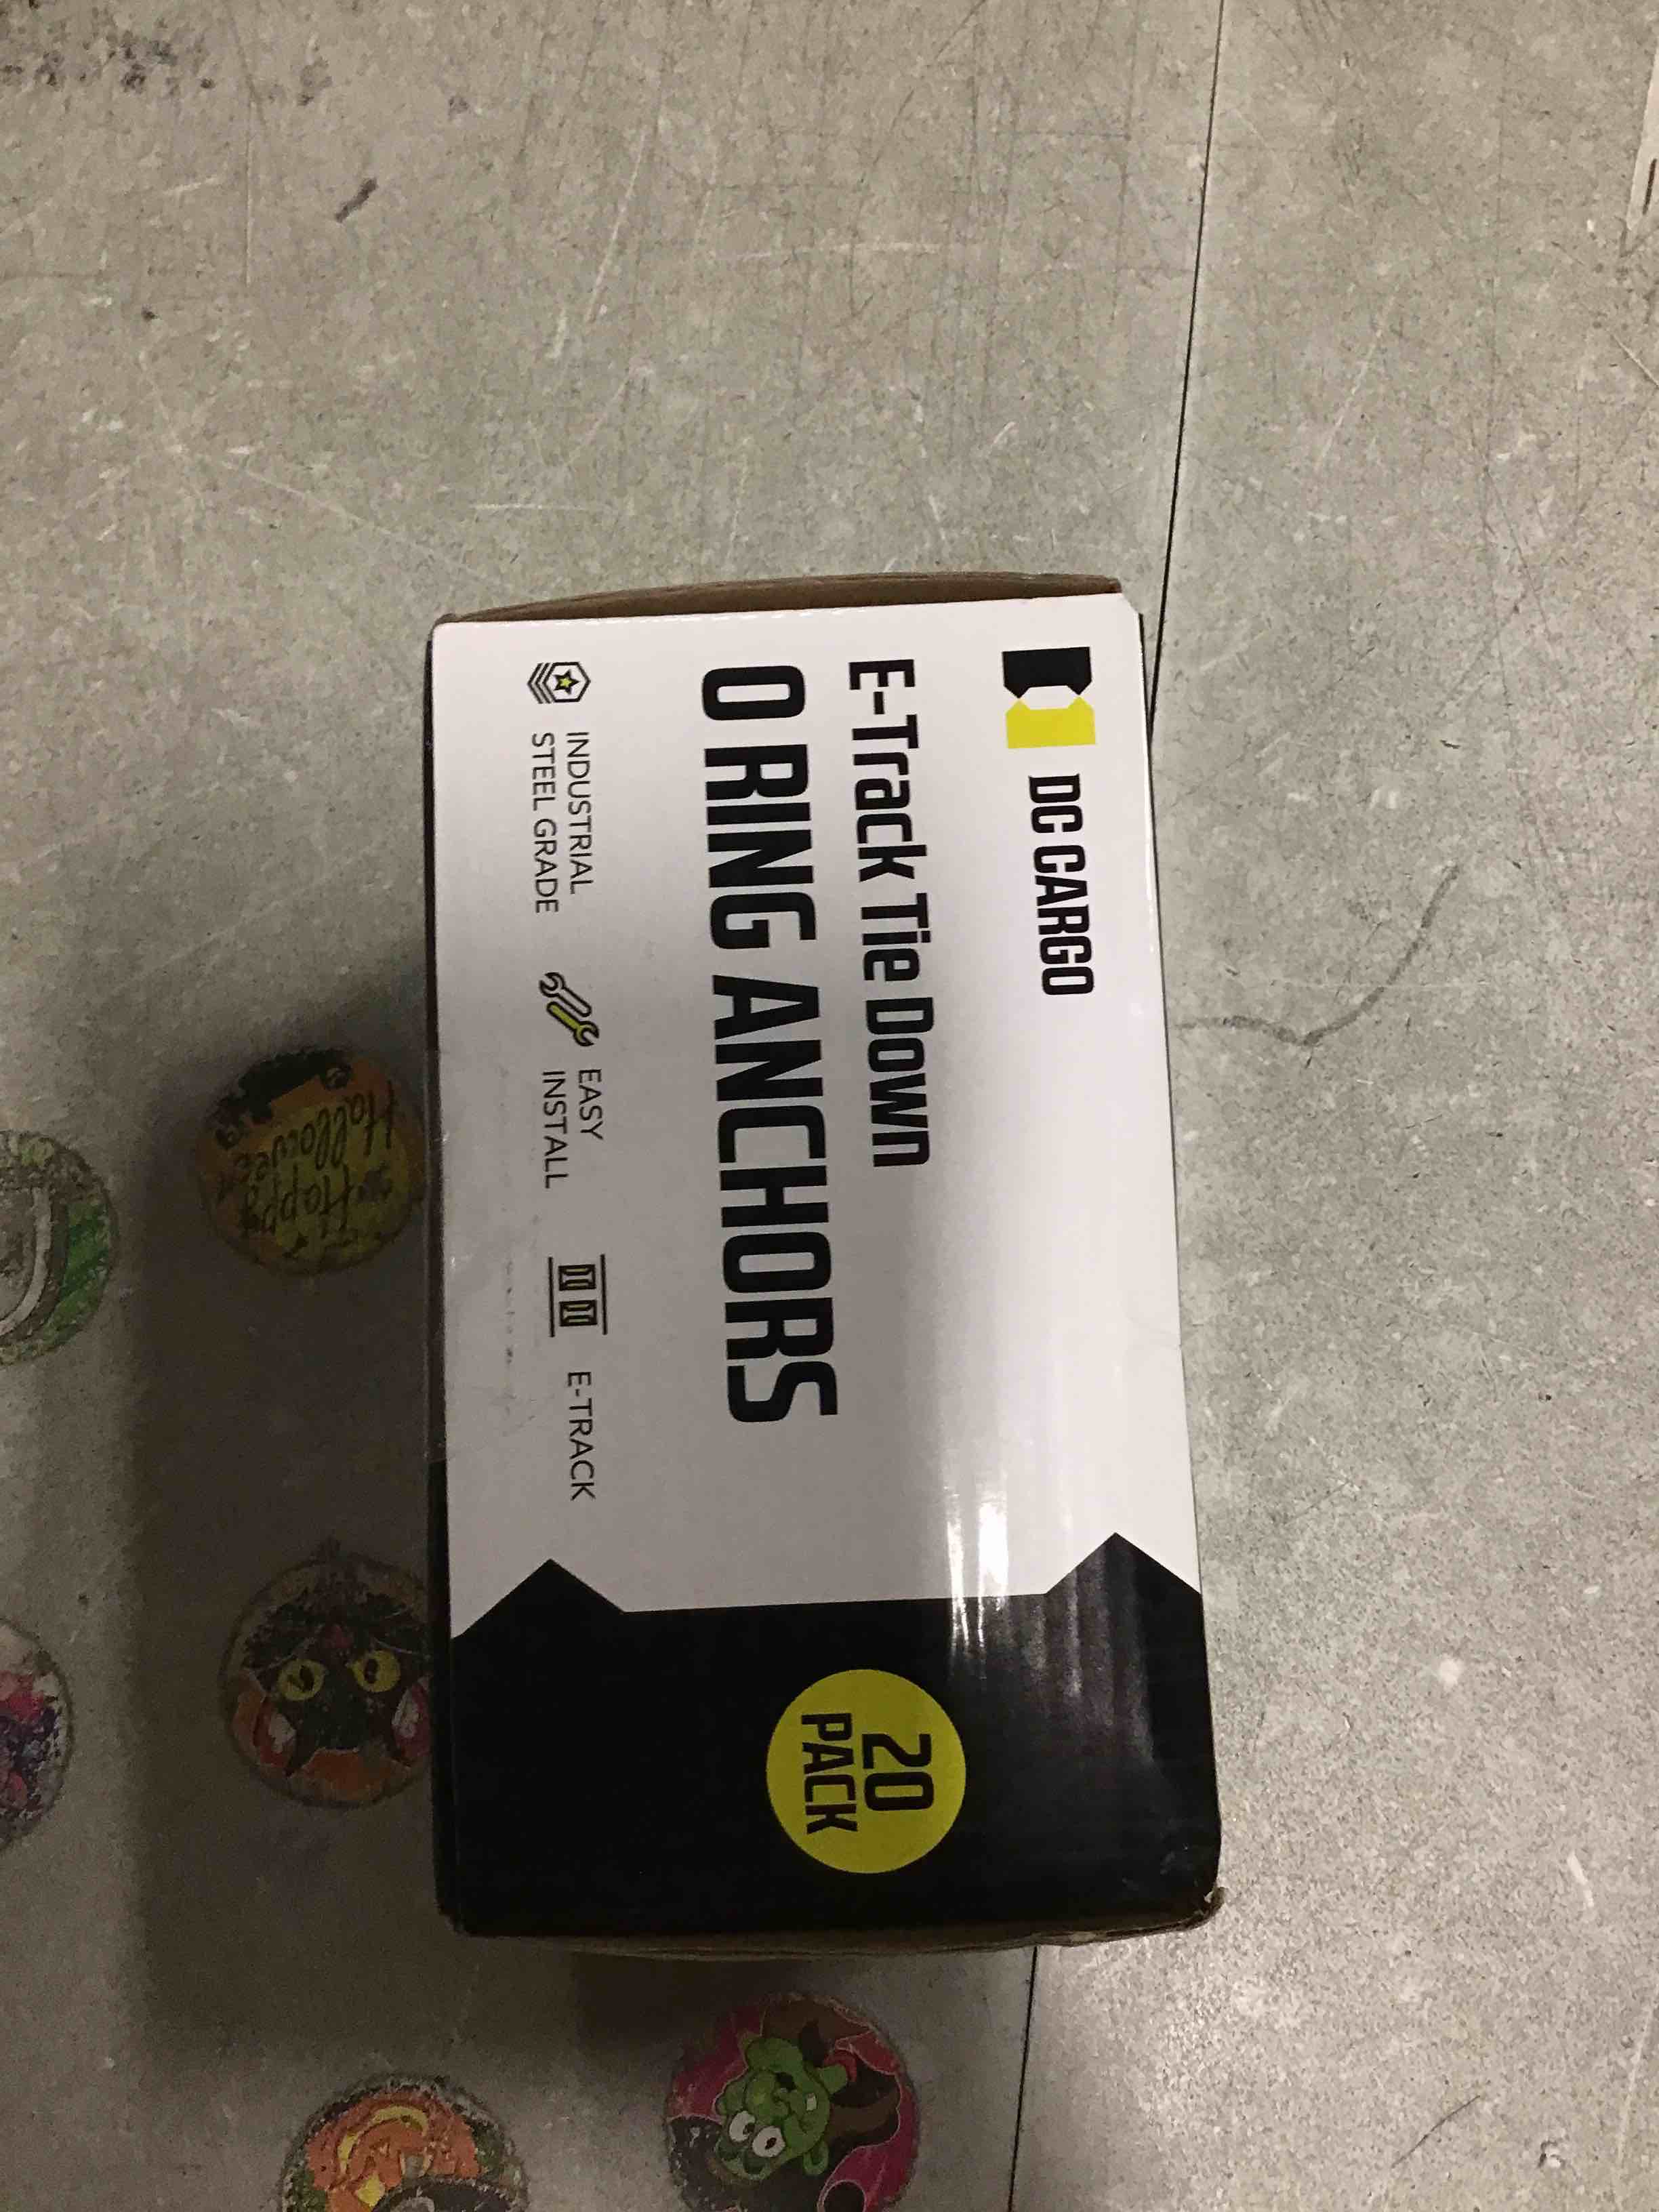 DC CARGO
E-Track Tie Down
O RING ANCHORS
INDUSTRIAL
STEEL GRADE
EASY
INSTALL
E-TRACK
20
PACK
Happy
Halloween